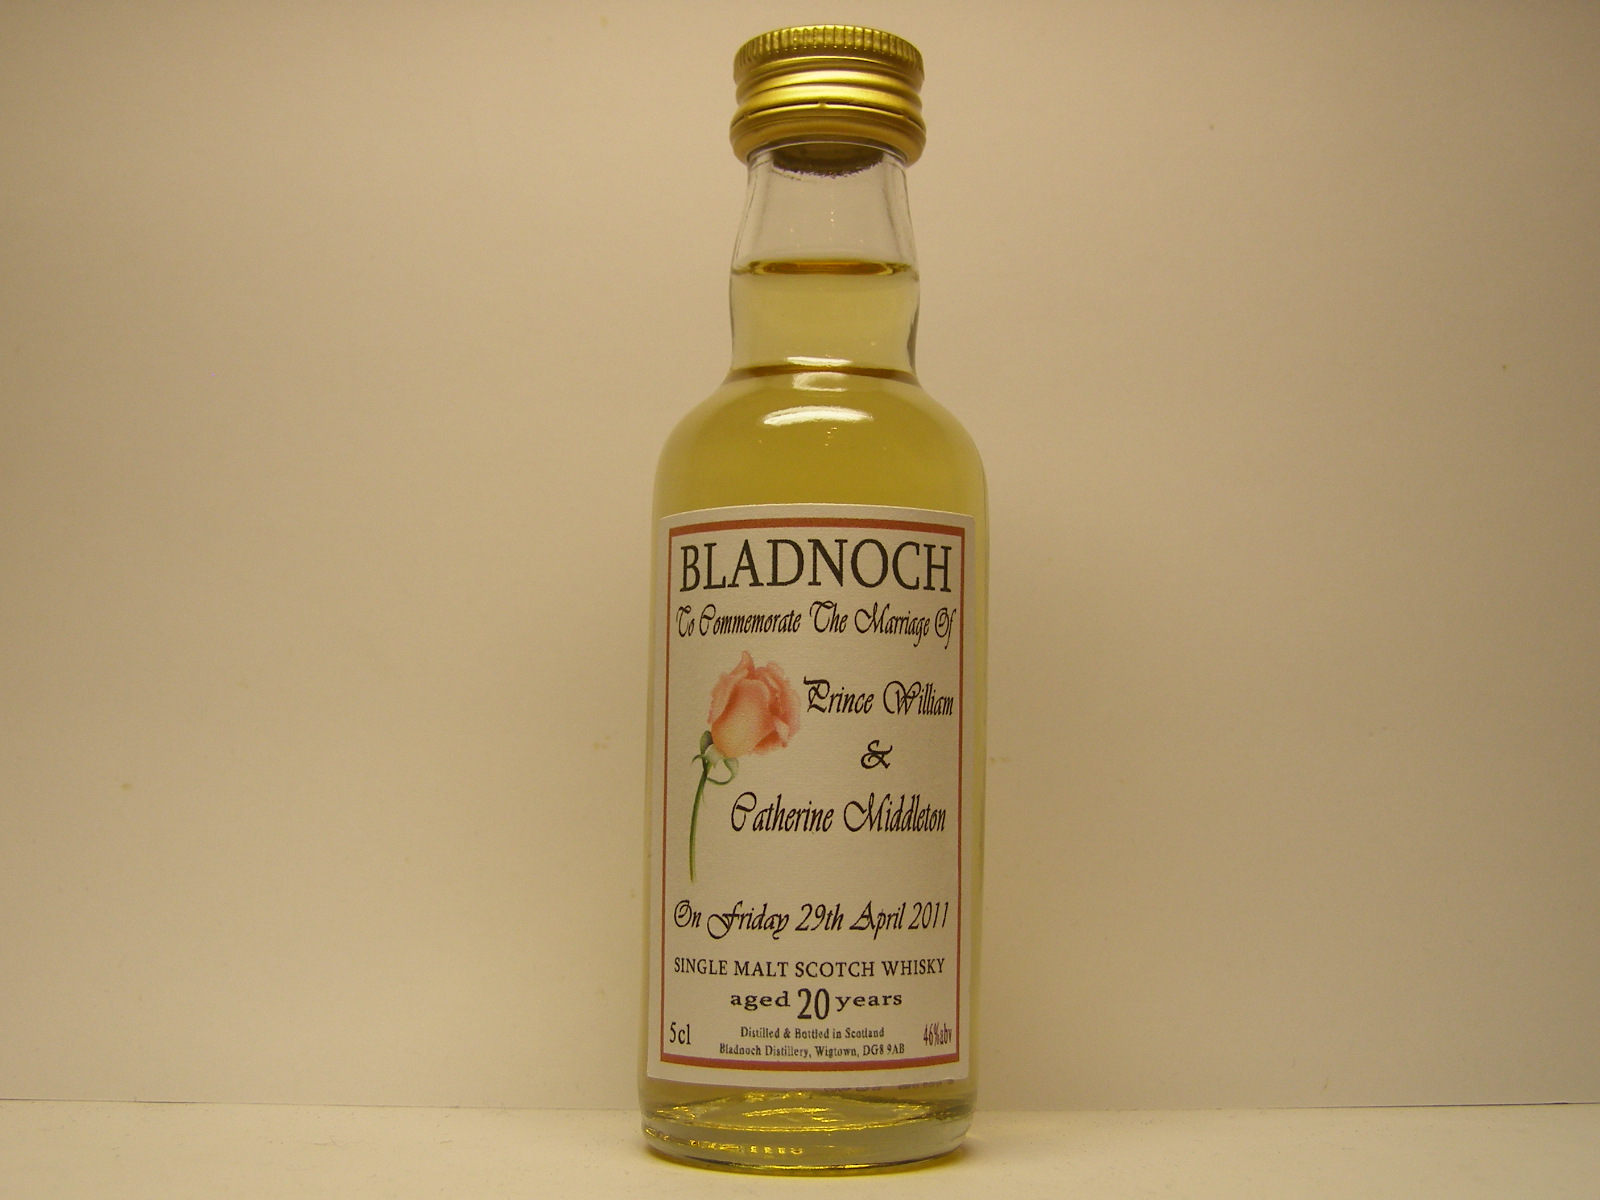 BLADNOCH
To Commemorate The Marriage Of
Prince William
&
Catherine Middleton
On Friday 29th April 2011
SINGLE MALT SCOTCH WHISKY
aged 20 years
5cl
Distilled & Bottled in Scotland
46%abv
Bladnoch Distillery, Wigtown, DG8 9AB